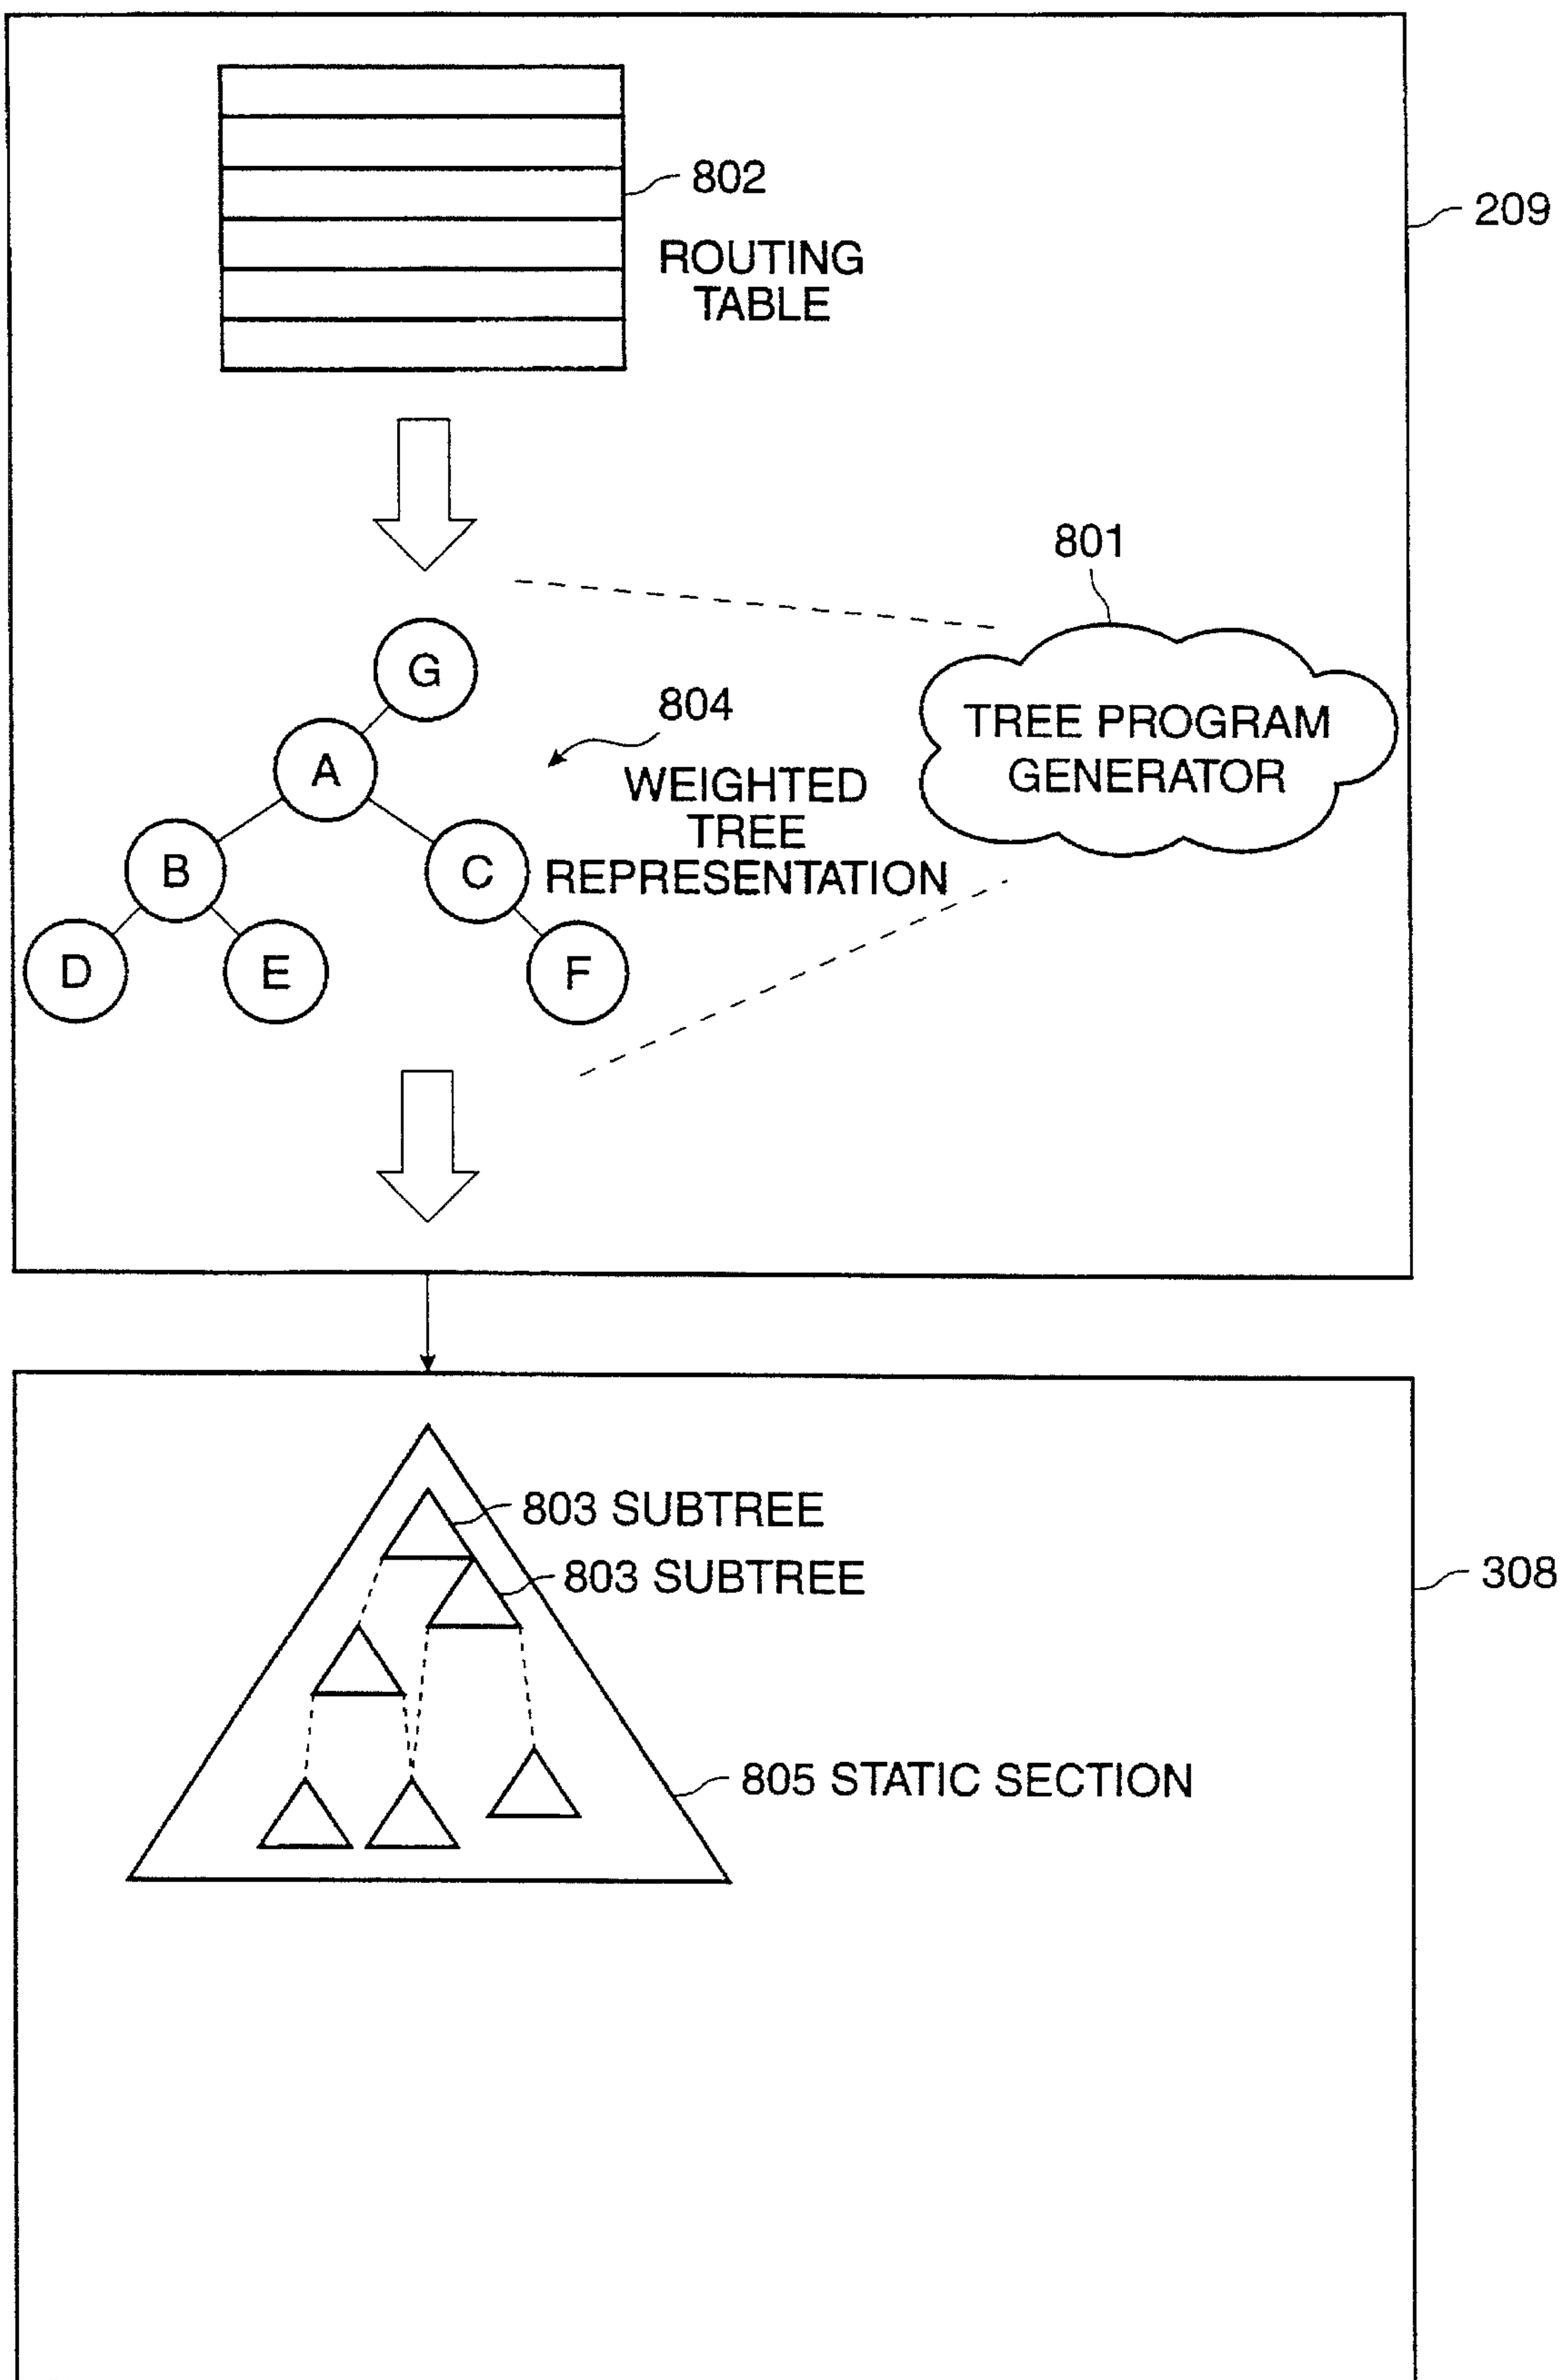 802
209
ROUTING
TABLE
801
G
804
TREE PROGRAM
GENERATOR
A
WEIGHTED
TREE
REPRESENTATION
B
C
D
E
F
803 SUBTREE
803 SUBTREE
308
805 STATIC SECTION